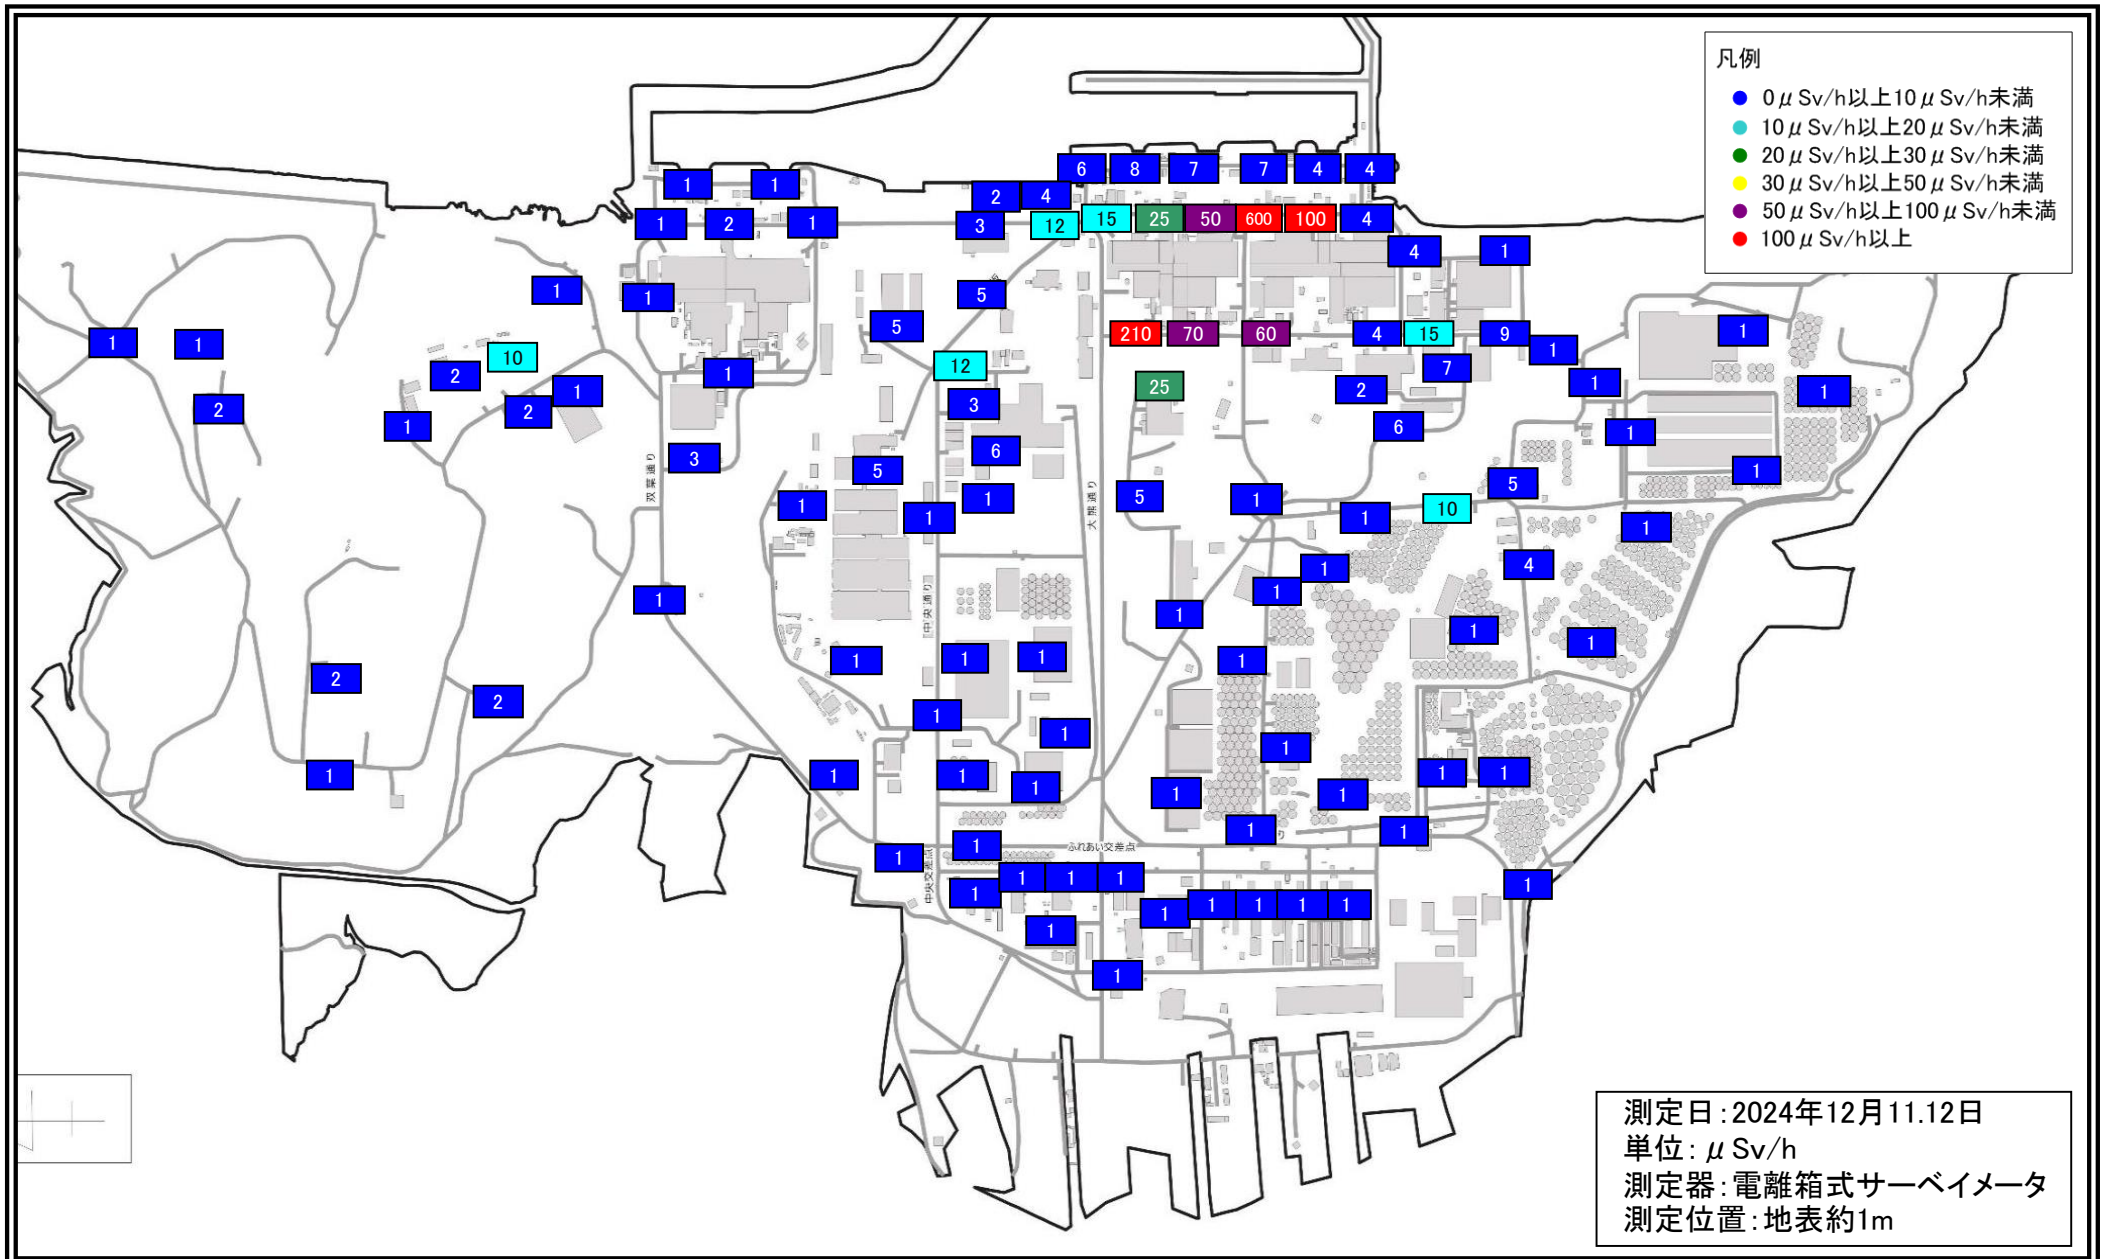 凡例
0μSv/h以上10μSv/h未満
10μSv/h以上20μSv/h未満
20μSv/h以上30μSv/h未満
30μSv/h以上50μSv/h未満
50μSv/h以上100μSv/h未満
100μSv/h以上
6 8 7 7 4 4
1 1 2 4
1 2 1 3 12 15 25 50 600 100 4
4 1
1 1 5
5 210 70 60 4 15 9 1
1 1 10 12 1
2 1 1 25 2 7 1 1
2 2 1 3
1 6 1
3 5 6 5 1
双葉通り
大熊通り
1 1 1 5 1 1 10 1
1 1 4
1 1
中央通り
1 1 1
1 1 1 1
2 2
1 1 1
1 1 1 1 1 1 1 1
1 1
1 1
ふれあい交差点
中央交差点
1 1 1 1 1
1 1 1 1 1
1
1
測定日:2024年12月11.12日
単位:μSv/h
測定器:電離箱式サーベイメータ
測定位置:地表約1m